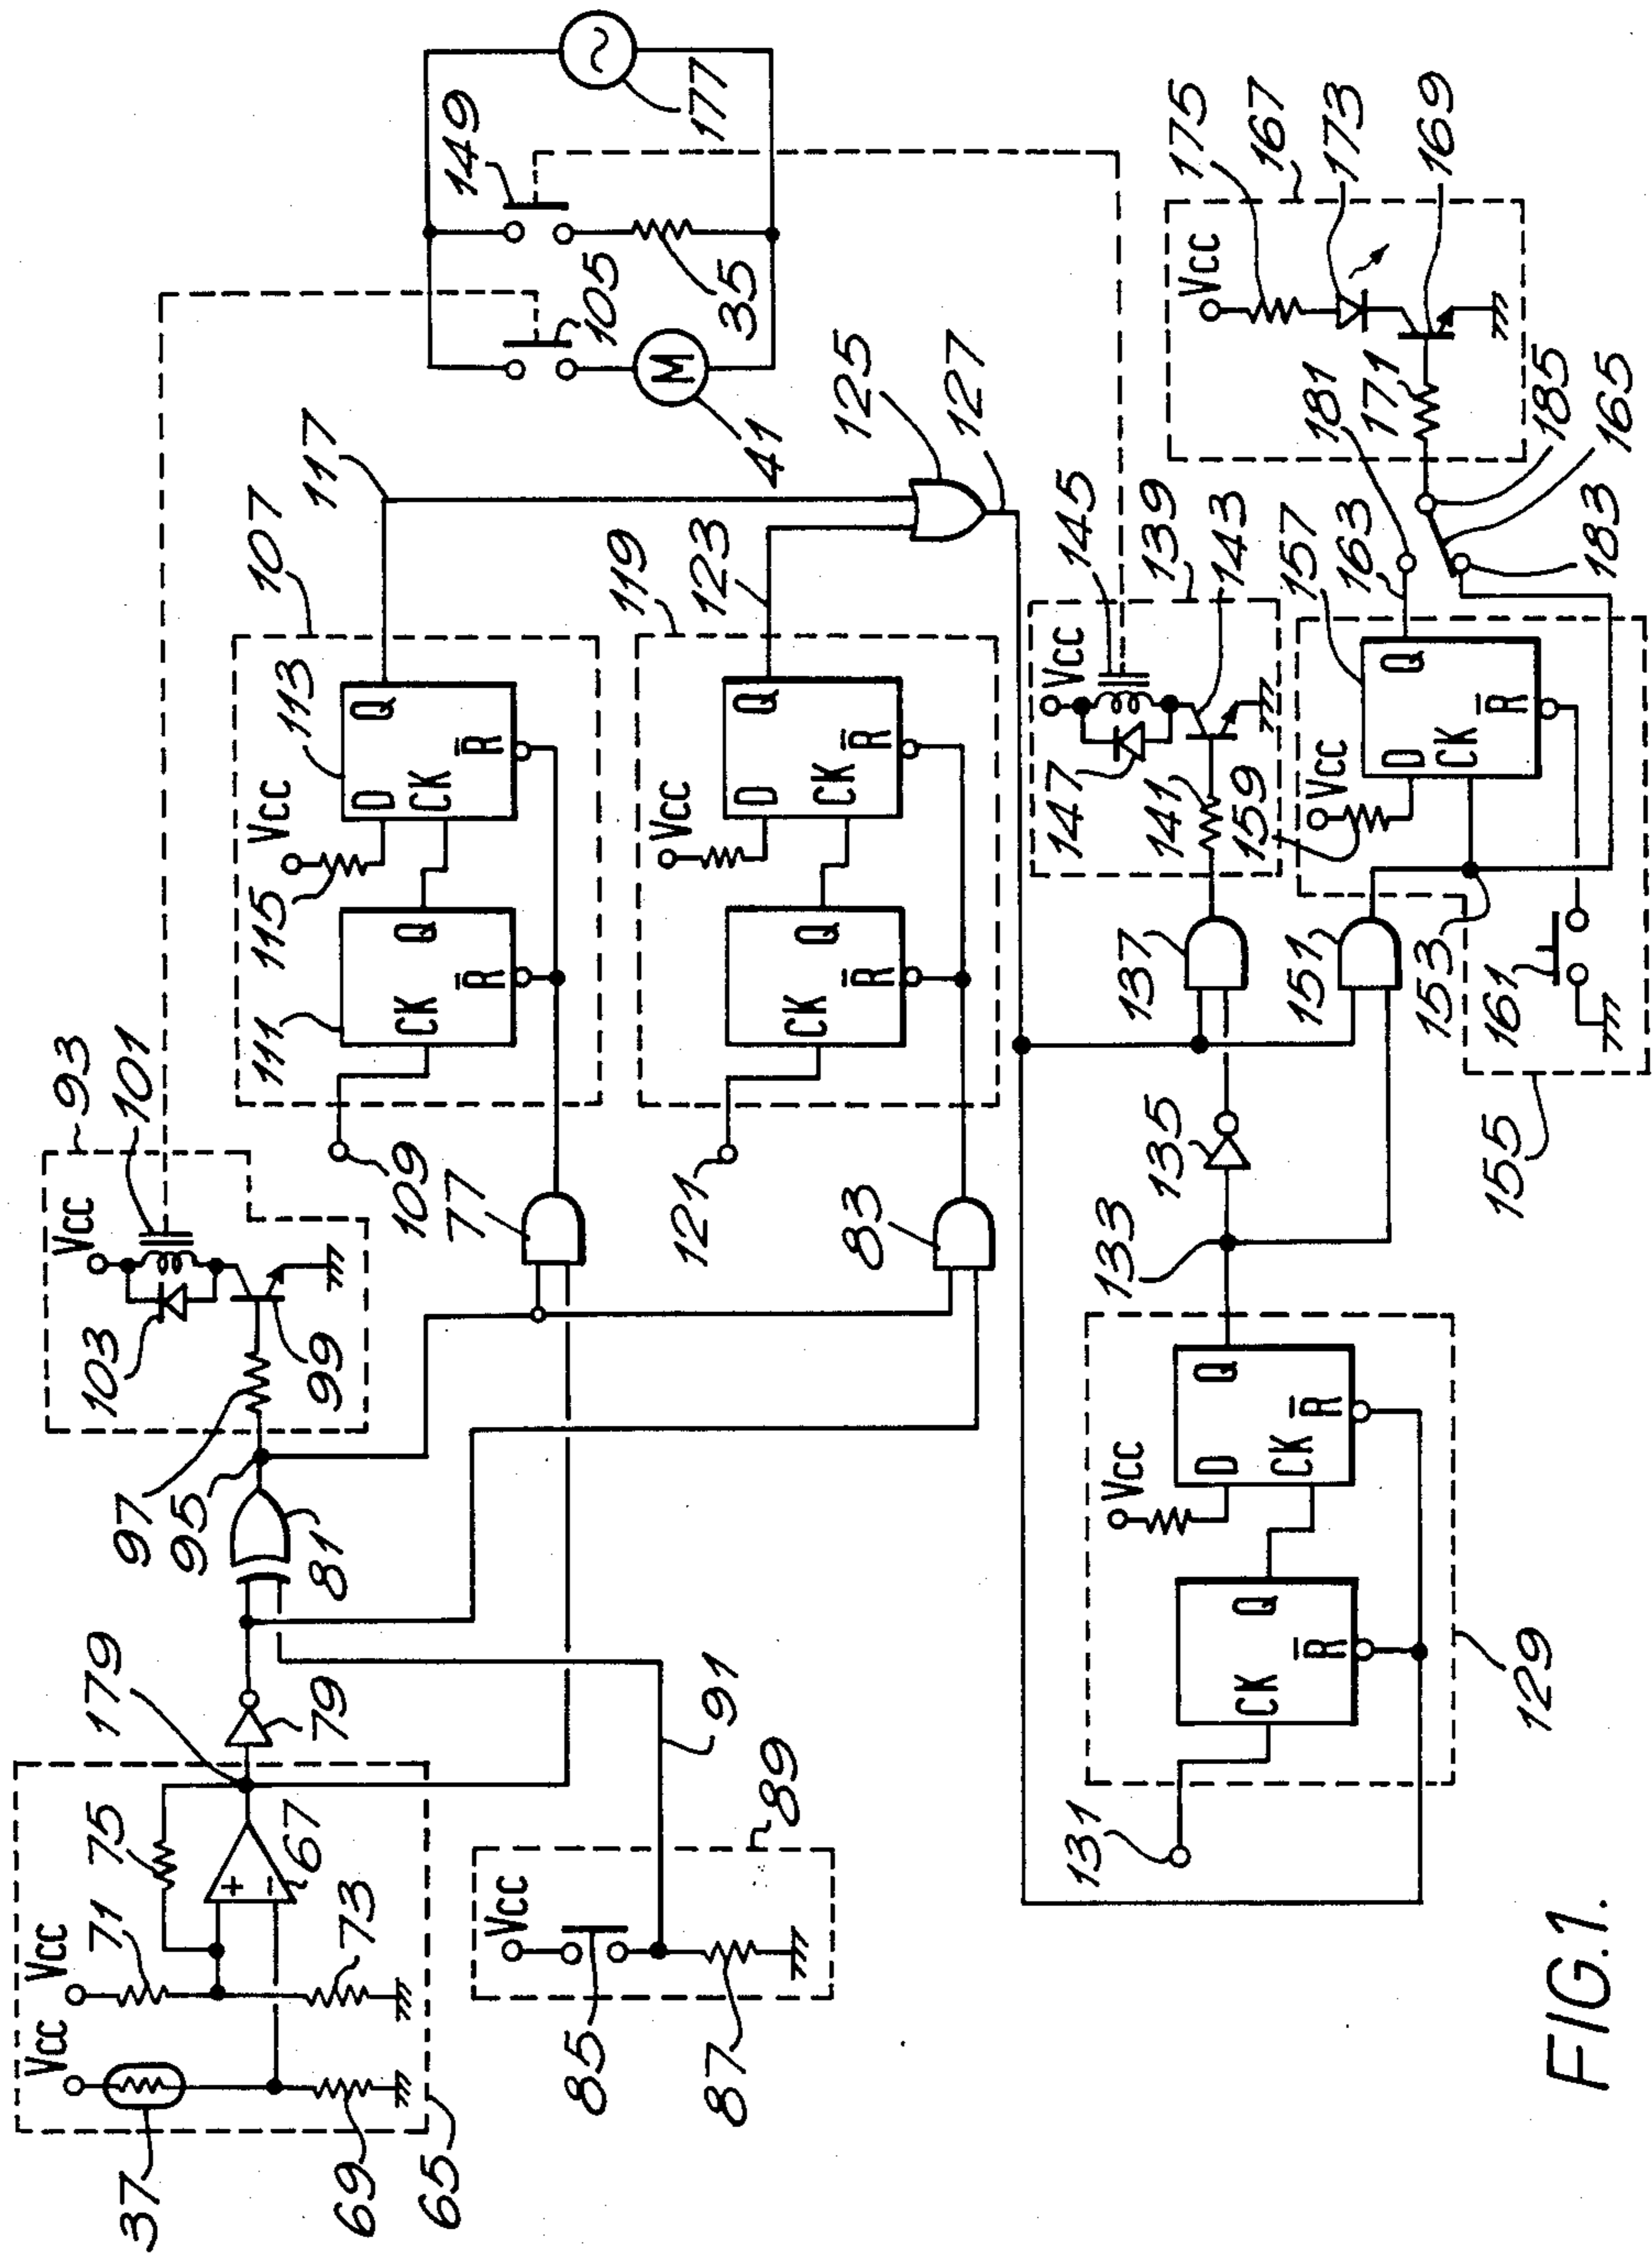 37
69
65
VCC
VCC
71
75
73
67
+
−
179
79
81
95
97
99
103
101
93
VCC
85
87
VCC
89
91
109
77
111
CK
Q
R
115
VCC
113
D
CK
Q
R
107
117
121
83
CK
Q
R
VCC
D
CK
Q
R
119
123
125
127
105
149
M
41
35
177
131
CK
Q
R
VCC
D
CK
Q
R
129
133
135
137
151
153
141
147
VCC
145
139
143
161
155
159
VCC
D
CK
Q
R
157
163
181
183
165
185
171
VCC
175
167
173
169
FIG.1.